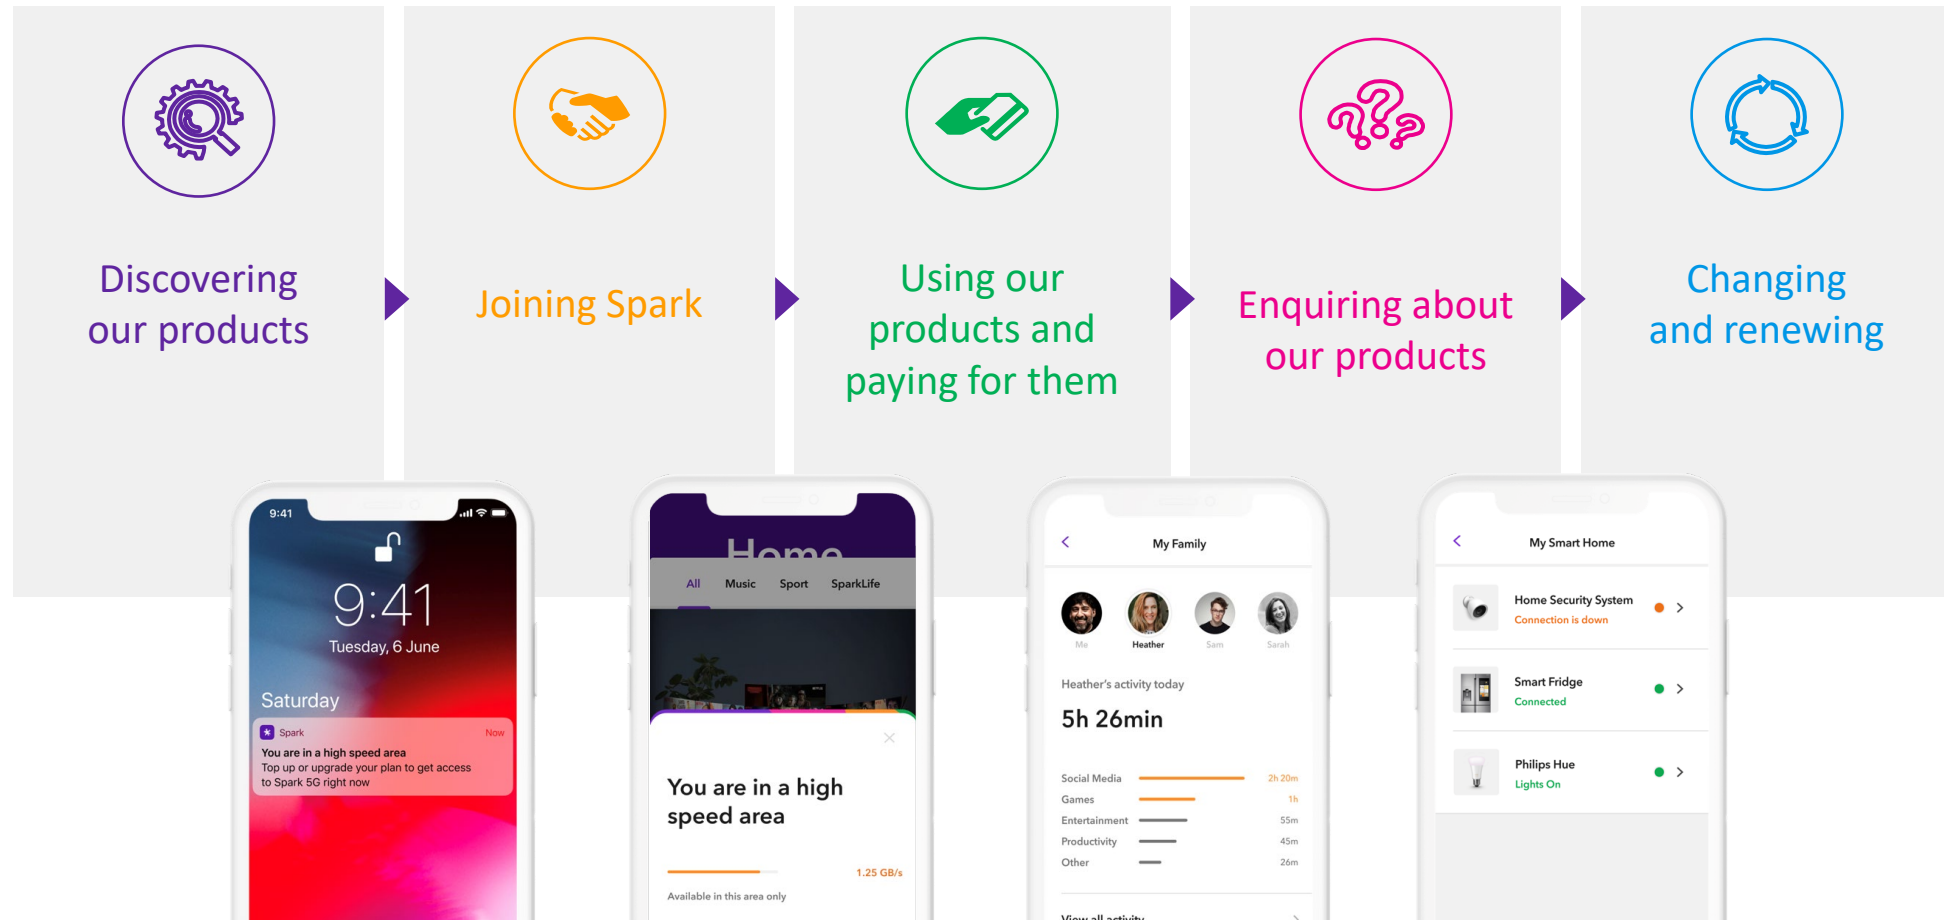 Discovering
our products
Joining Spark
Using our
products and
paying for them
Enquiring about
our products
Changing
and renewing
9:41
9:41
Tuesday, 6 June
Saturday
Spark Now
You are in a high speed area
Top up or upgrade your plan to get access
to Spark 5G right now
Home
All Music Sport SparkLife
You are in a high
speed area
1.25 GB/s
Available in this area only
My Family
Me Heather Sam Sarah
Heather's activity today
5h 26min
Social Media 2h 20m
Games 1h
Entertainment 55m
Productivity 45m
Other 26m
View all activity
My Smart Home
Home Security System
Connection is down
Smart Fridge
Connected
Philips Hue
Lights On